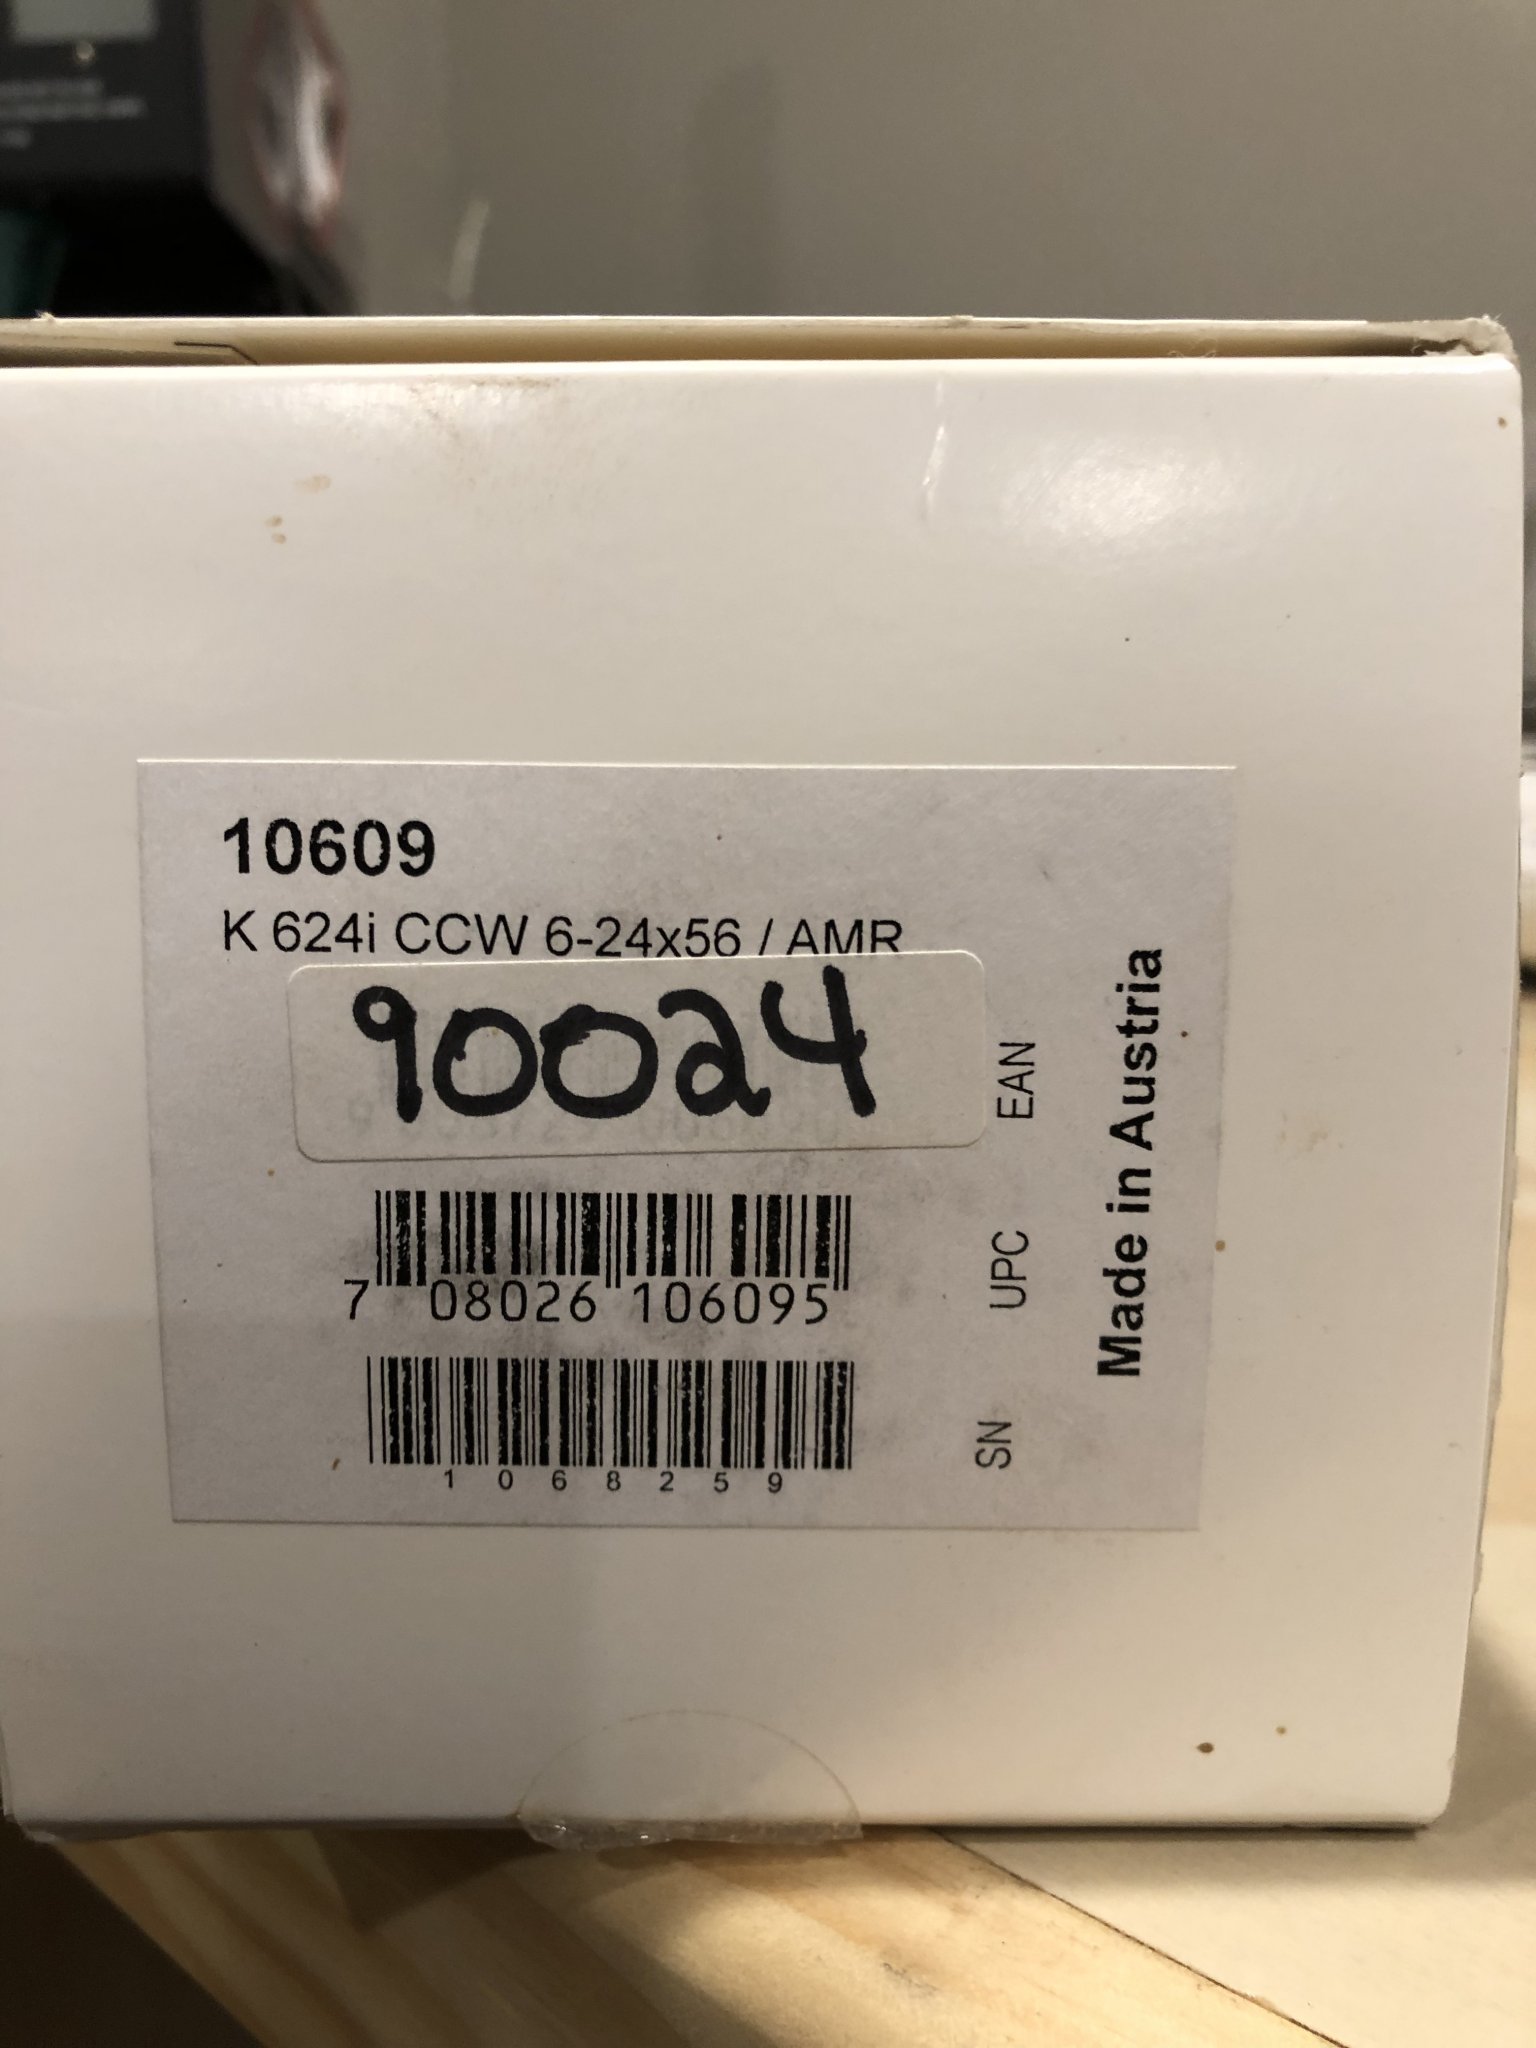 10609
K 624i CCW 6-24x56 / AMR
90024
EAN
7 08026 106095
UPC
1068259
SN
Made in Austria